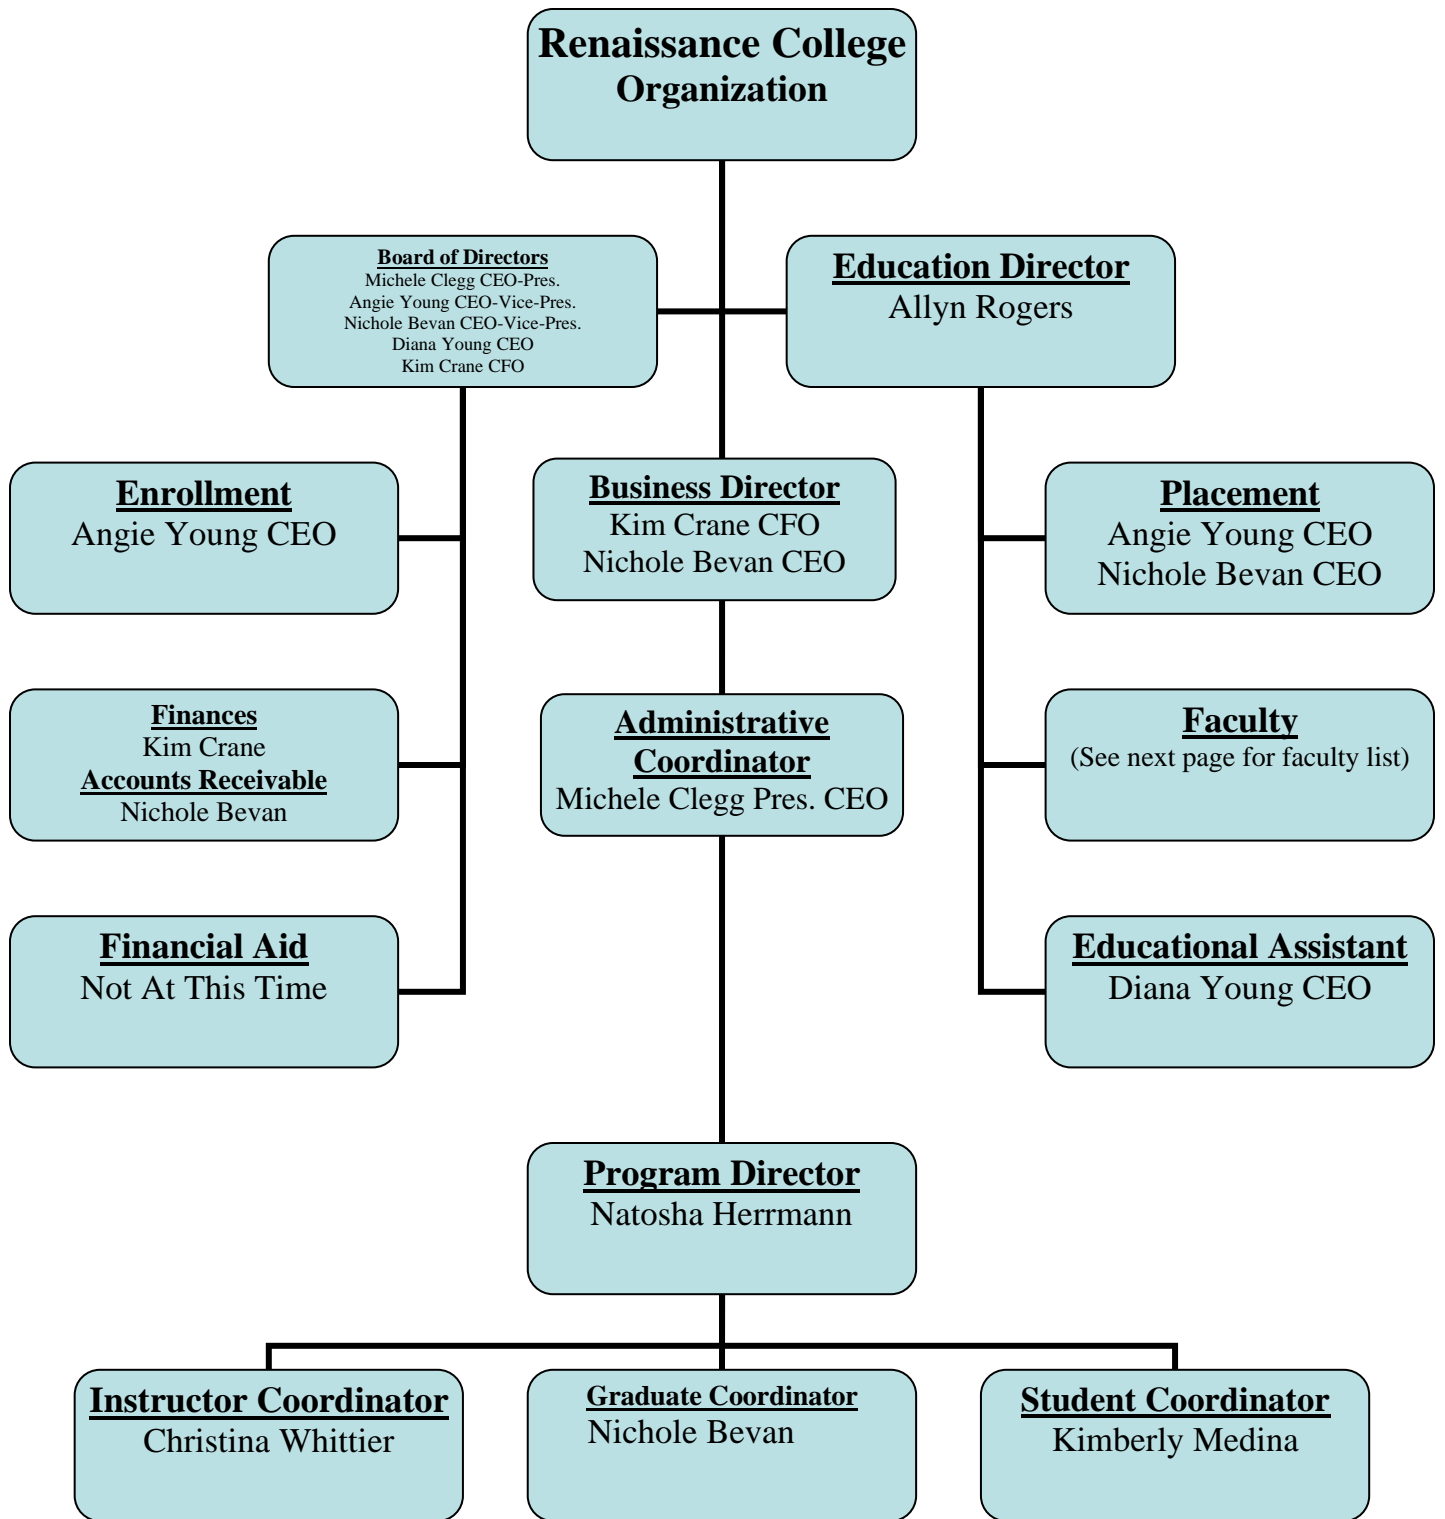 Renaissance College
Organization
Board of Directors
Michele Clegg CEO-Pres.
Angie Young CEO-Vice-Pres.
Nichole Bevan CEO-Vice-Pres.
Diana Young CEO
Kim Crane CFO
Education Director
Allyn Rogers
Enrollment
Angie Young CEO
Business Director
Kim Crane CFO
Nichole Bevan CEO
Placement
Angie Young CEO
Nichole Bevan CEO
Finances
Kim Crane
Accounts Receivable
Nichole Bevan
Administrative
Coordinator
Michele Clegg Pres. CEO
Faculty
(See next page for faculty list)
Financial Aid
Not At This Time
Educational Assistant
Diana Young CEO
Program Director
Natosha Herrmann
Instructor Coordinator
Christina Whittier
Graduate Coordinator
Nichole Bevan
Student Coordinator
Kimberly Medina